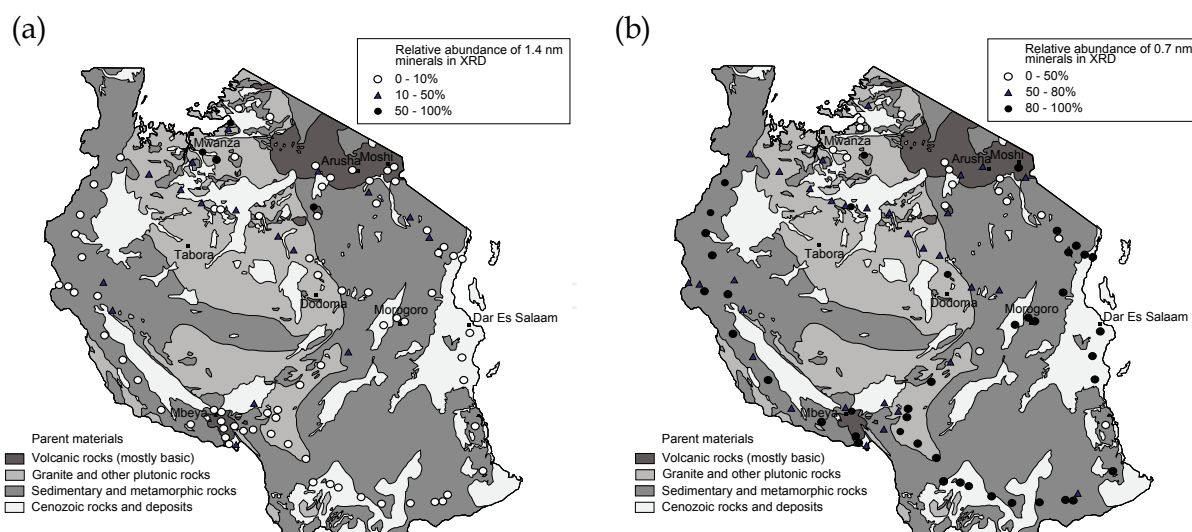 (a)
Relative abundance of 1.4 nm
minerals in XRD
0 - 10%
10 - 50%
50 - 100%
Mwanza
Arusha
Moshi
Tabora
Dodoma
Morogoro
Dar Es Salaam
Mbeya
Parent materials
Volcanic rocks (mostly basic)
Granite and other plutonic rocks
Sedimentary and metamorphic rocks
Cenozoic rocks and deposits
(b)
Relative abundance of 0.7 nm
minerals in XRD
0 - 50%
50 - 80%
80 - 100%
Mwanza
Arusha
Moshi
Tabora
Dodoma
Morogoro
Dar Es Salaam
Mbeya
Parent materials
Volcanic rocks (mostly basic)
Granite and other plutonic rocks
Sedimentary and metamorphic rocks
Cenozoic rocks and deposits